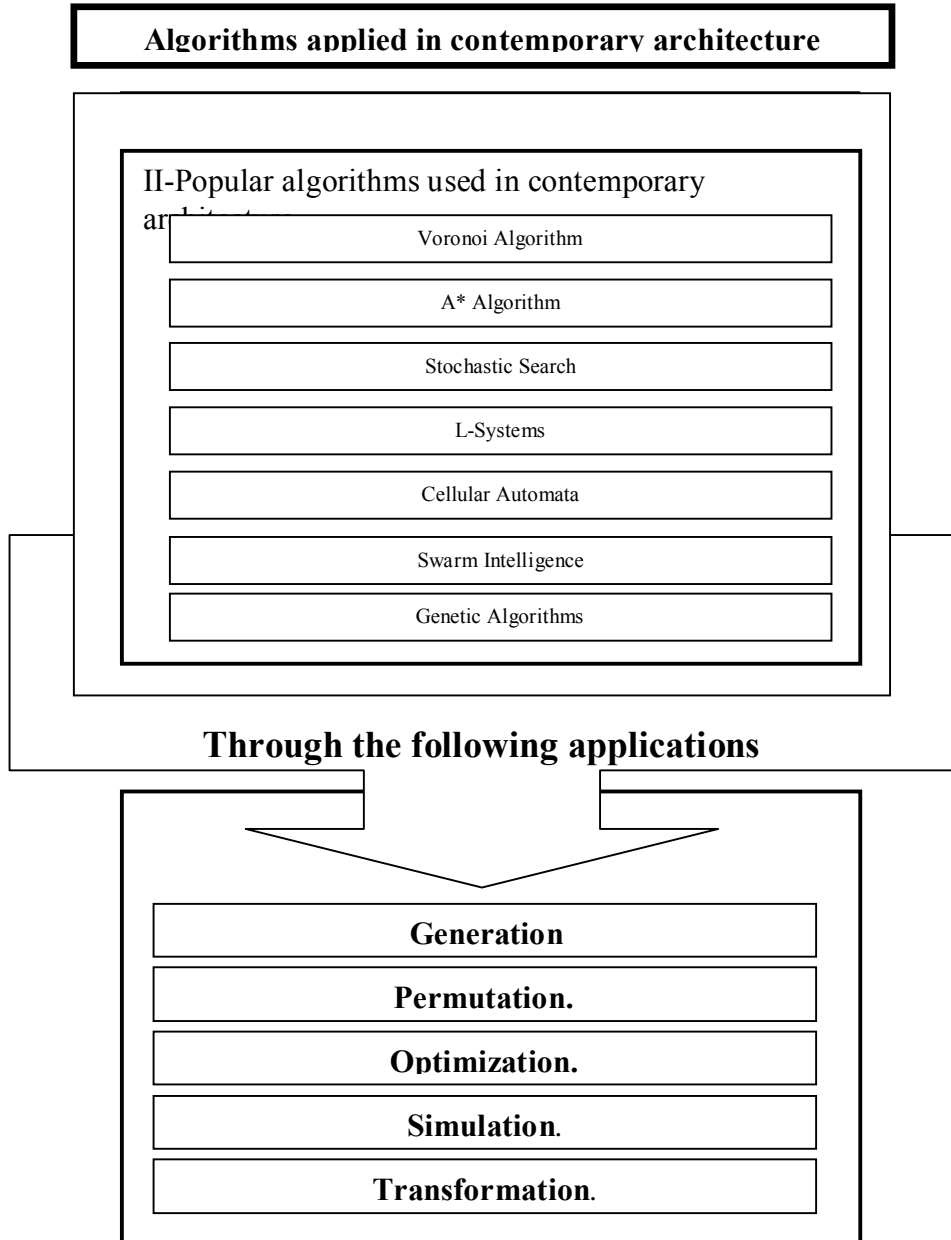 Algorithms applied in contemporary architecture
II-Popular algorithms used in contemporary
Voronoi Algorithm
A* Algorithm
Stochastic Search
L-Systems
Cellular Automata
Swarm Intelligence
Genetic Algorithms
Through the following applications
Generation
Permutation.
Optimization.
Simulation.
Transformation.